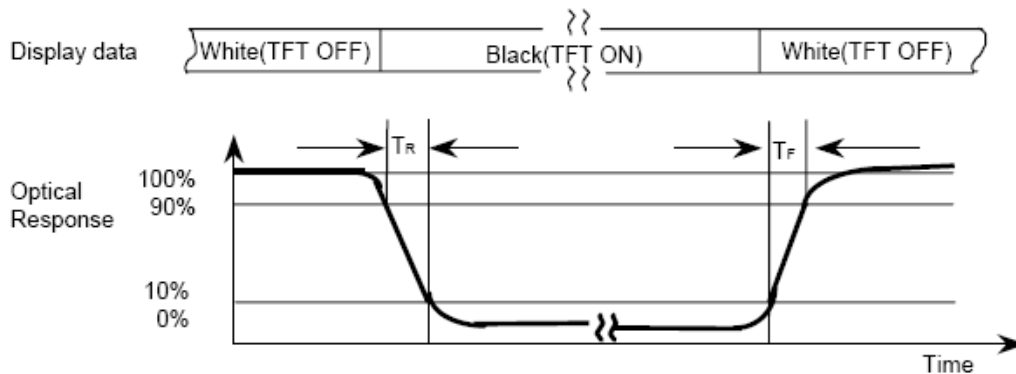 Display data
White(TFT OFF)
Black(TFT ON)
White(TFT OFF)
TR
TF
Optical
Response
100%
90%
10%
0%
Time